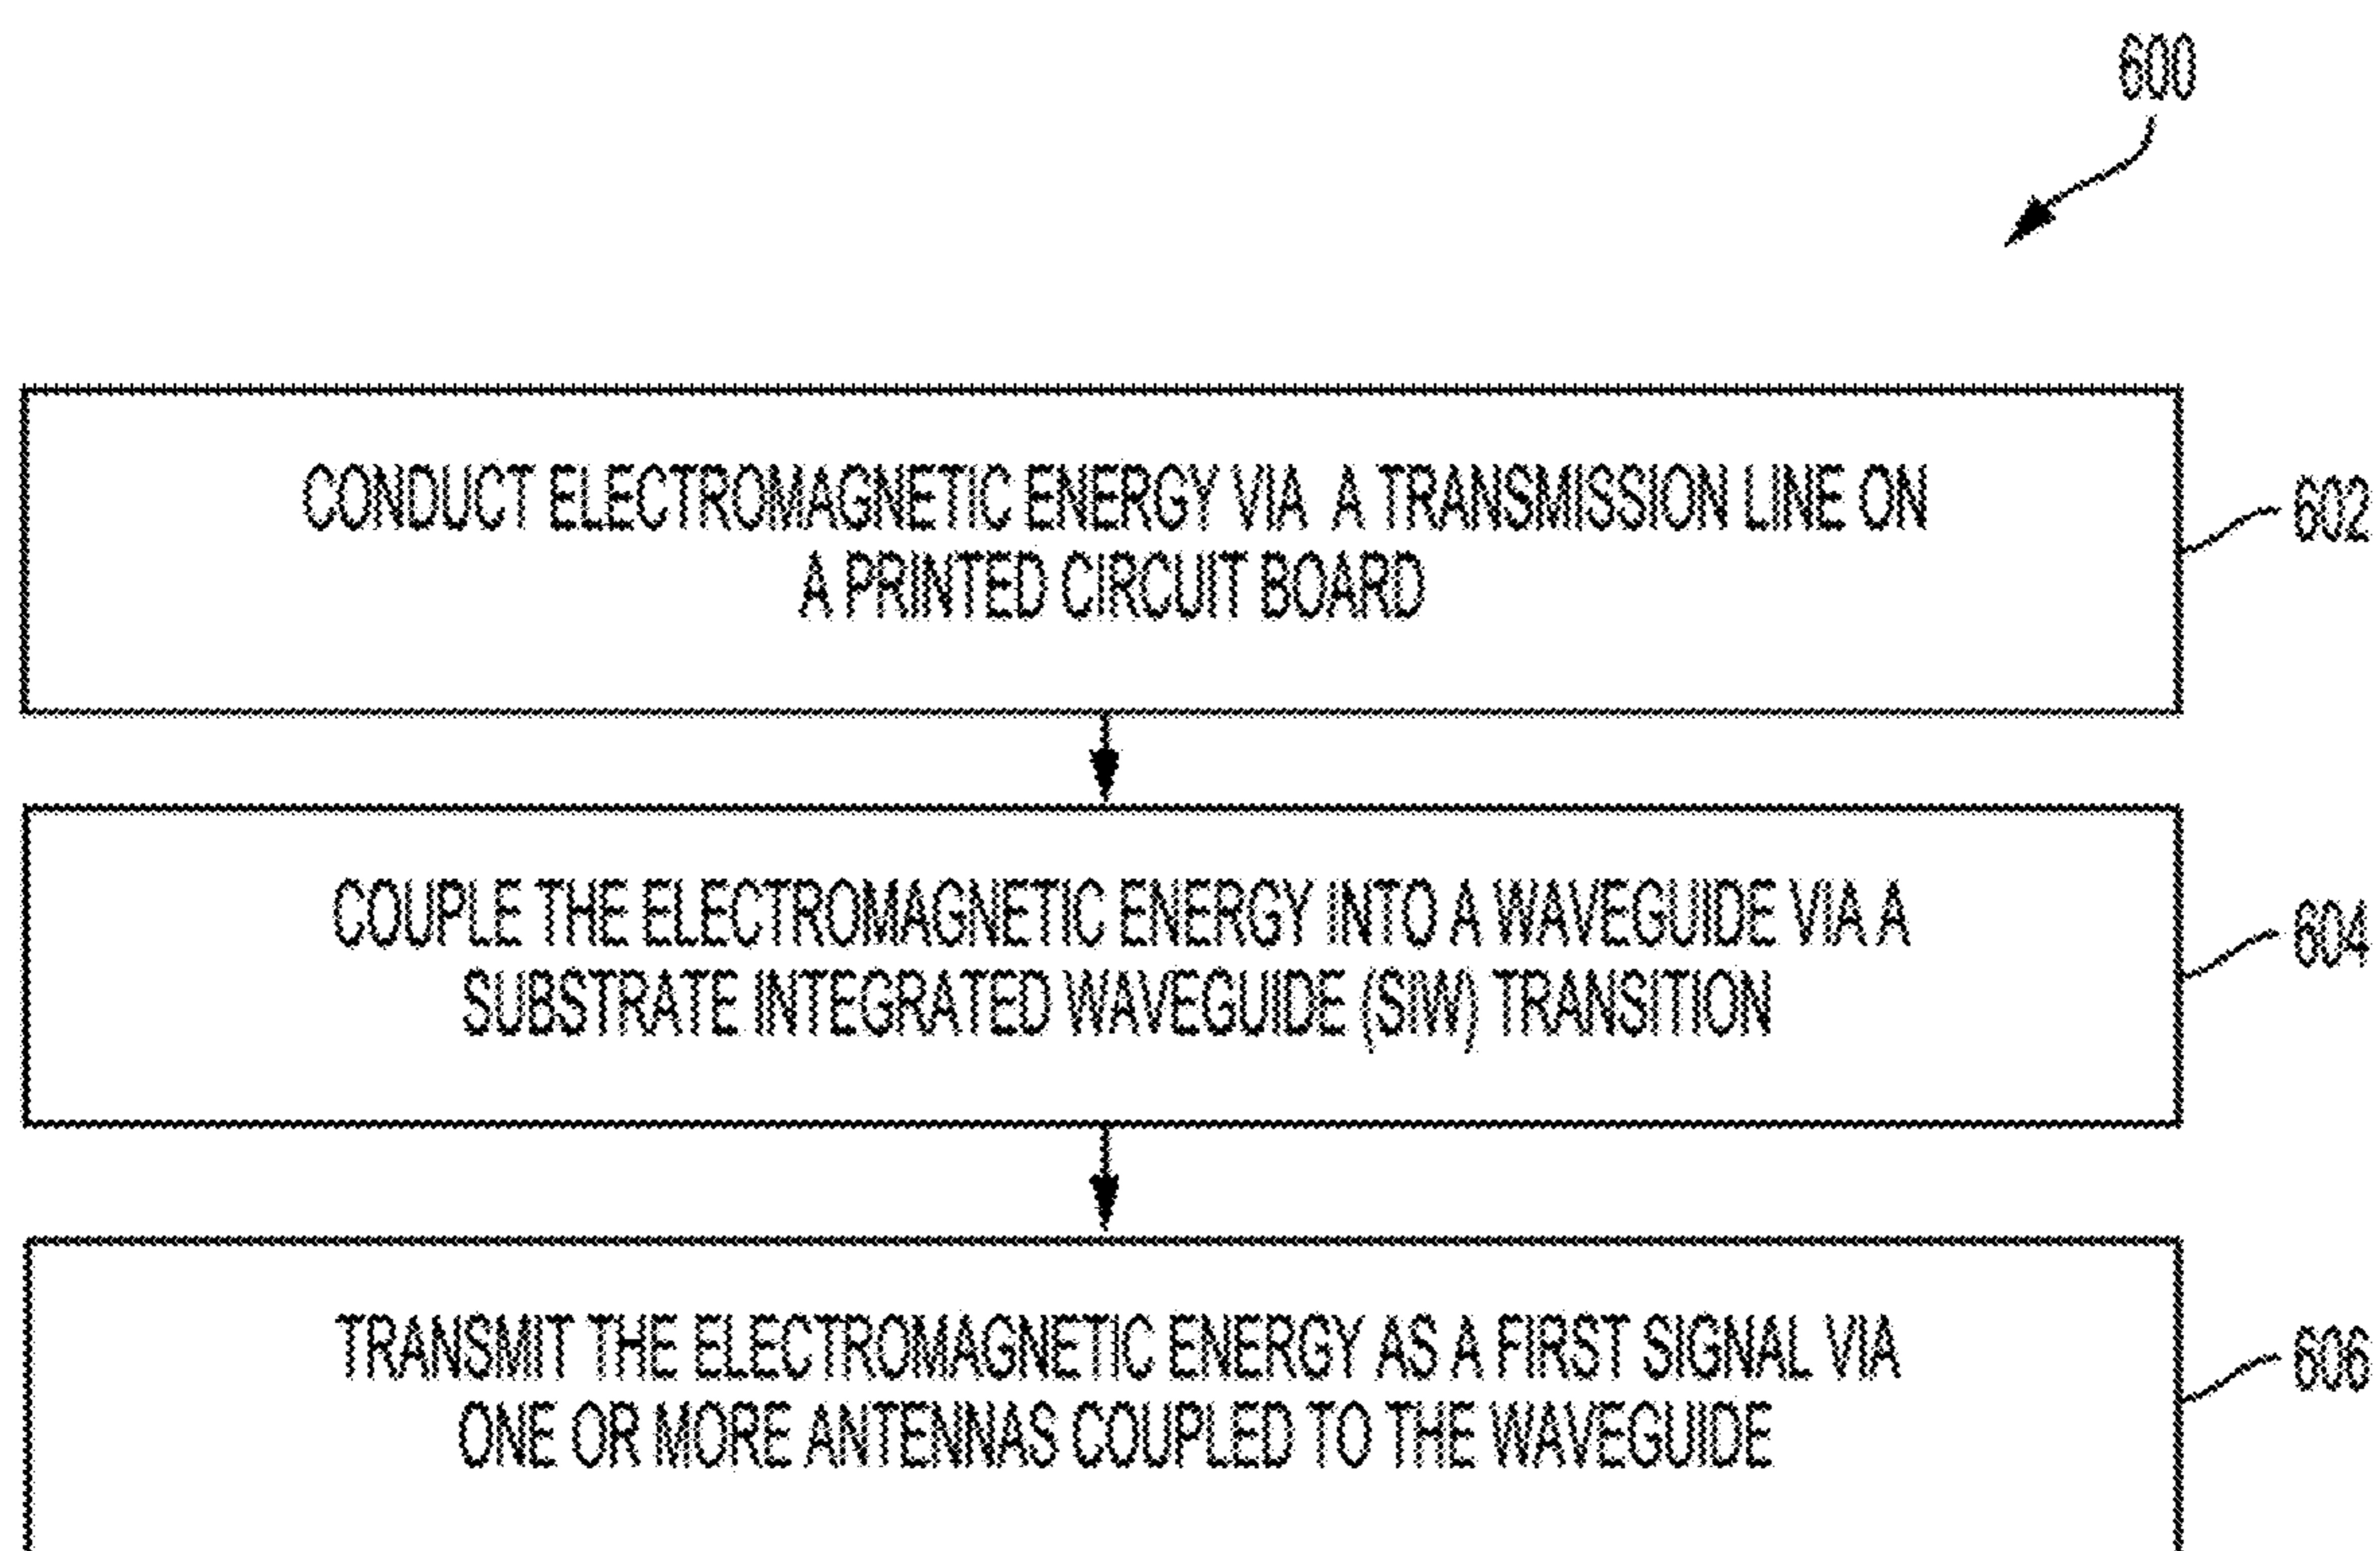 600
CONDUCT ELECTROMAGNETIC ENERGY VIA A TRANSMISSION LINE ON
A PRINTED CIRCUIT BOARD
602
COUPLE THE ELECTROMAGNETIC ENERGY INTO A WAVEGUIDE VIA A
SUBSTRATE INTEGRATED WAVEGUIDE (SIW) TRANSITION
604
TRANSMIT THE ELECTROMAGNETIC ENERGY AS A FIRST SIGNAL VIA
ONE OR MORE ANTENNAS COUPLED TO THE WAVEGUIDE
606